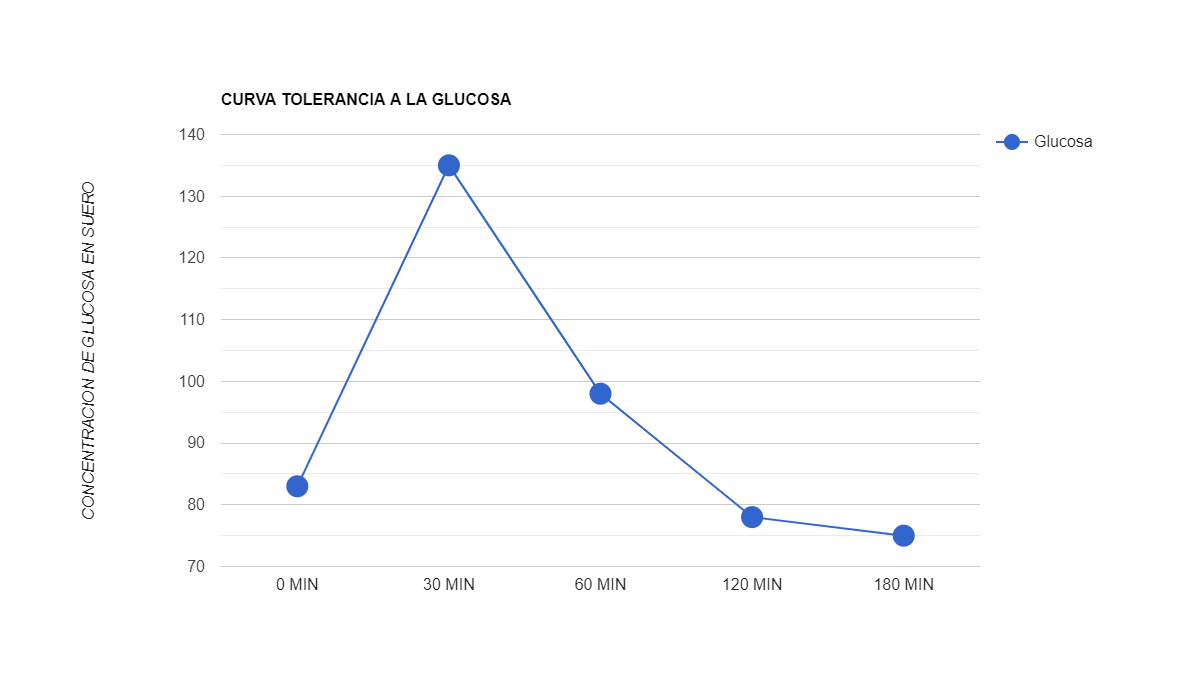 CURVA TOLERANCIA A LA GLUCOSA
Glucosa
CONCENTRACION DE GLUCOSA EN SUERO
140
130
120
110
100
90
80
70
0 MIN
30 MIN
60 MIN
120 MIN
180 MIN